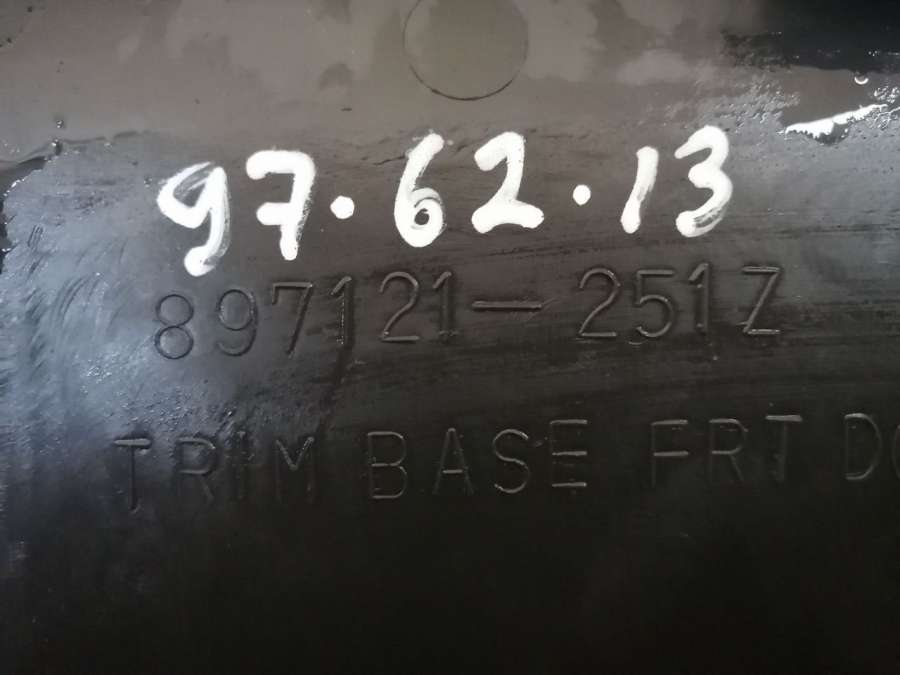 97.62.13
897121-251Z
TRIM BASE FRT